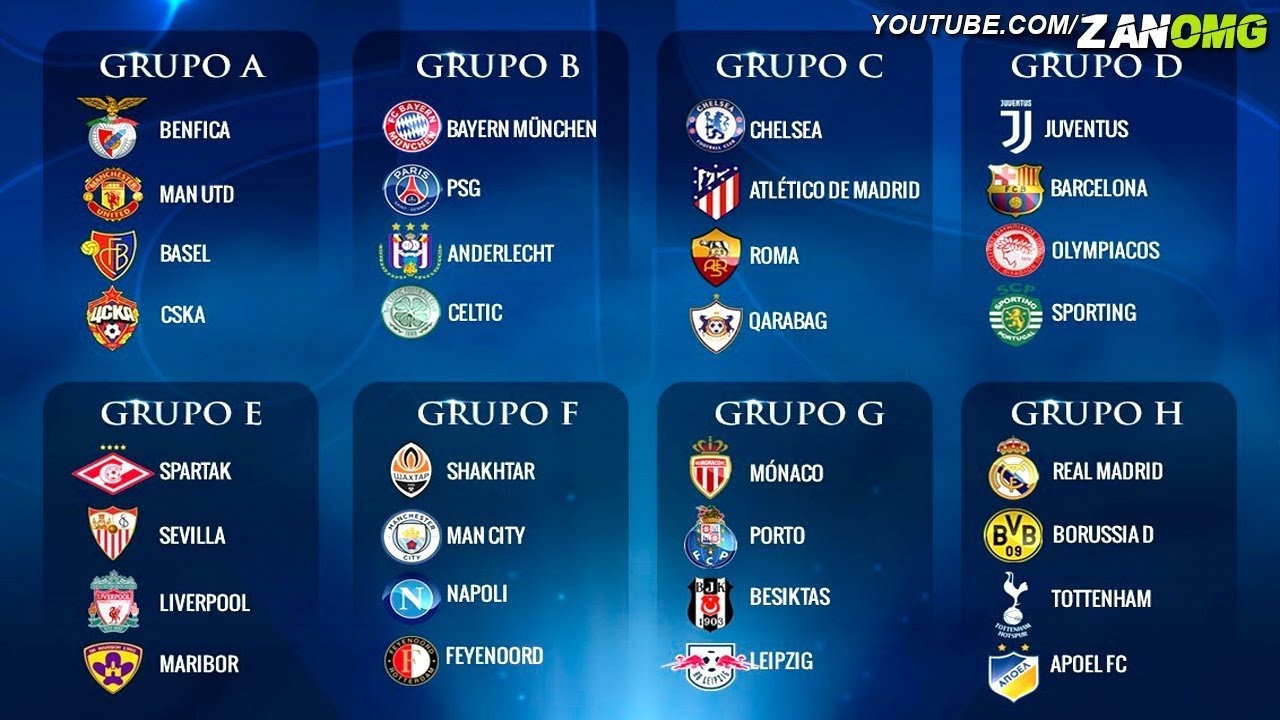 YOUTUBE.COM/ZANOMG
GRUPO A
BENFICA
MAN UTD
BASEL
CSKA
GRUPO B
BAYERN MÜNCHEN
PSG
ANDERLECHT
CELTIC
GRUPO C
CHELSEA
ATLÉTICO DE MADRID
ROMA
QARABAG
GRUPO D
JUVENTUS
BARCELONA
OLYMPIACOS
SPORTING
GRUPO E
SPARTAK
SEVILLA
LIVERPOOL
MARIBOR
GRUPO F
SHAKHTAR
MAN CITY
NAPOLI
FEYENOORD
GRUPO G
MÓNACO
PORTO
BESIKTAS
LEIPZIG
GRUPO H
REAL MADRID
BORUSSIA D
TOTTENHAM
APOEL FC